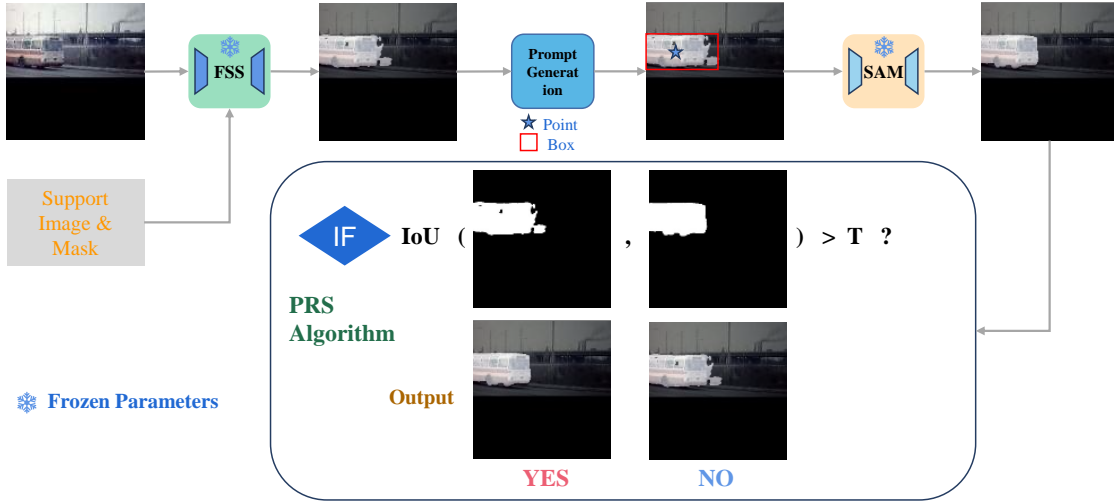 FSS
Prompt
Generat
ion
Point
Box
SAM
Support
Image &
Mask
IF IoU ( , ) > T ?
PRS
Algorithm
Output
Frozen Parameters
YES NO